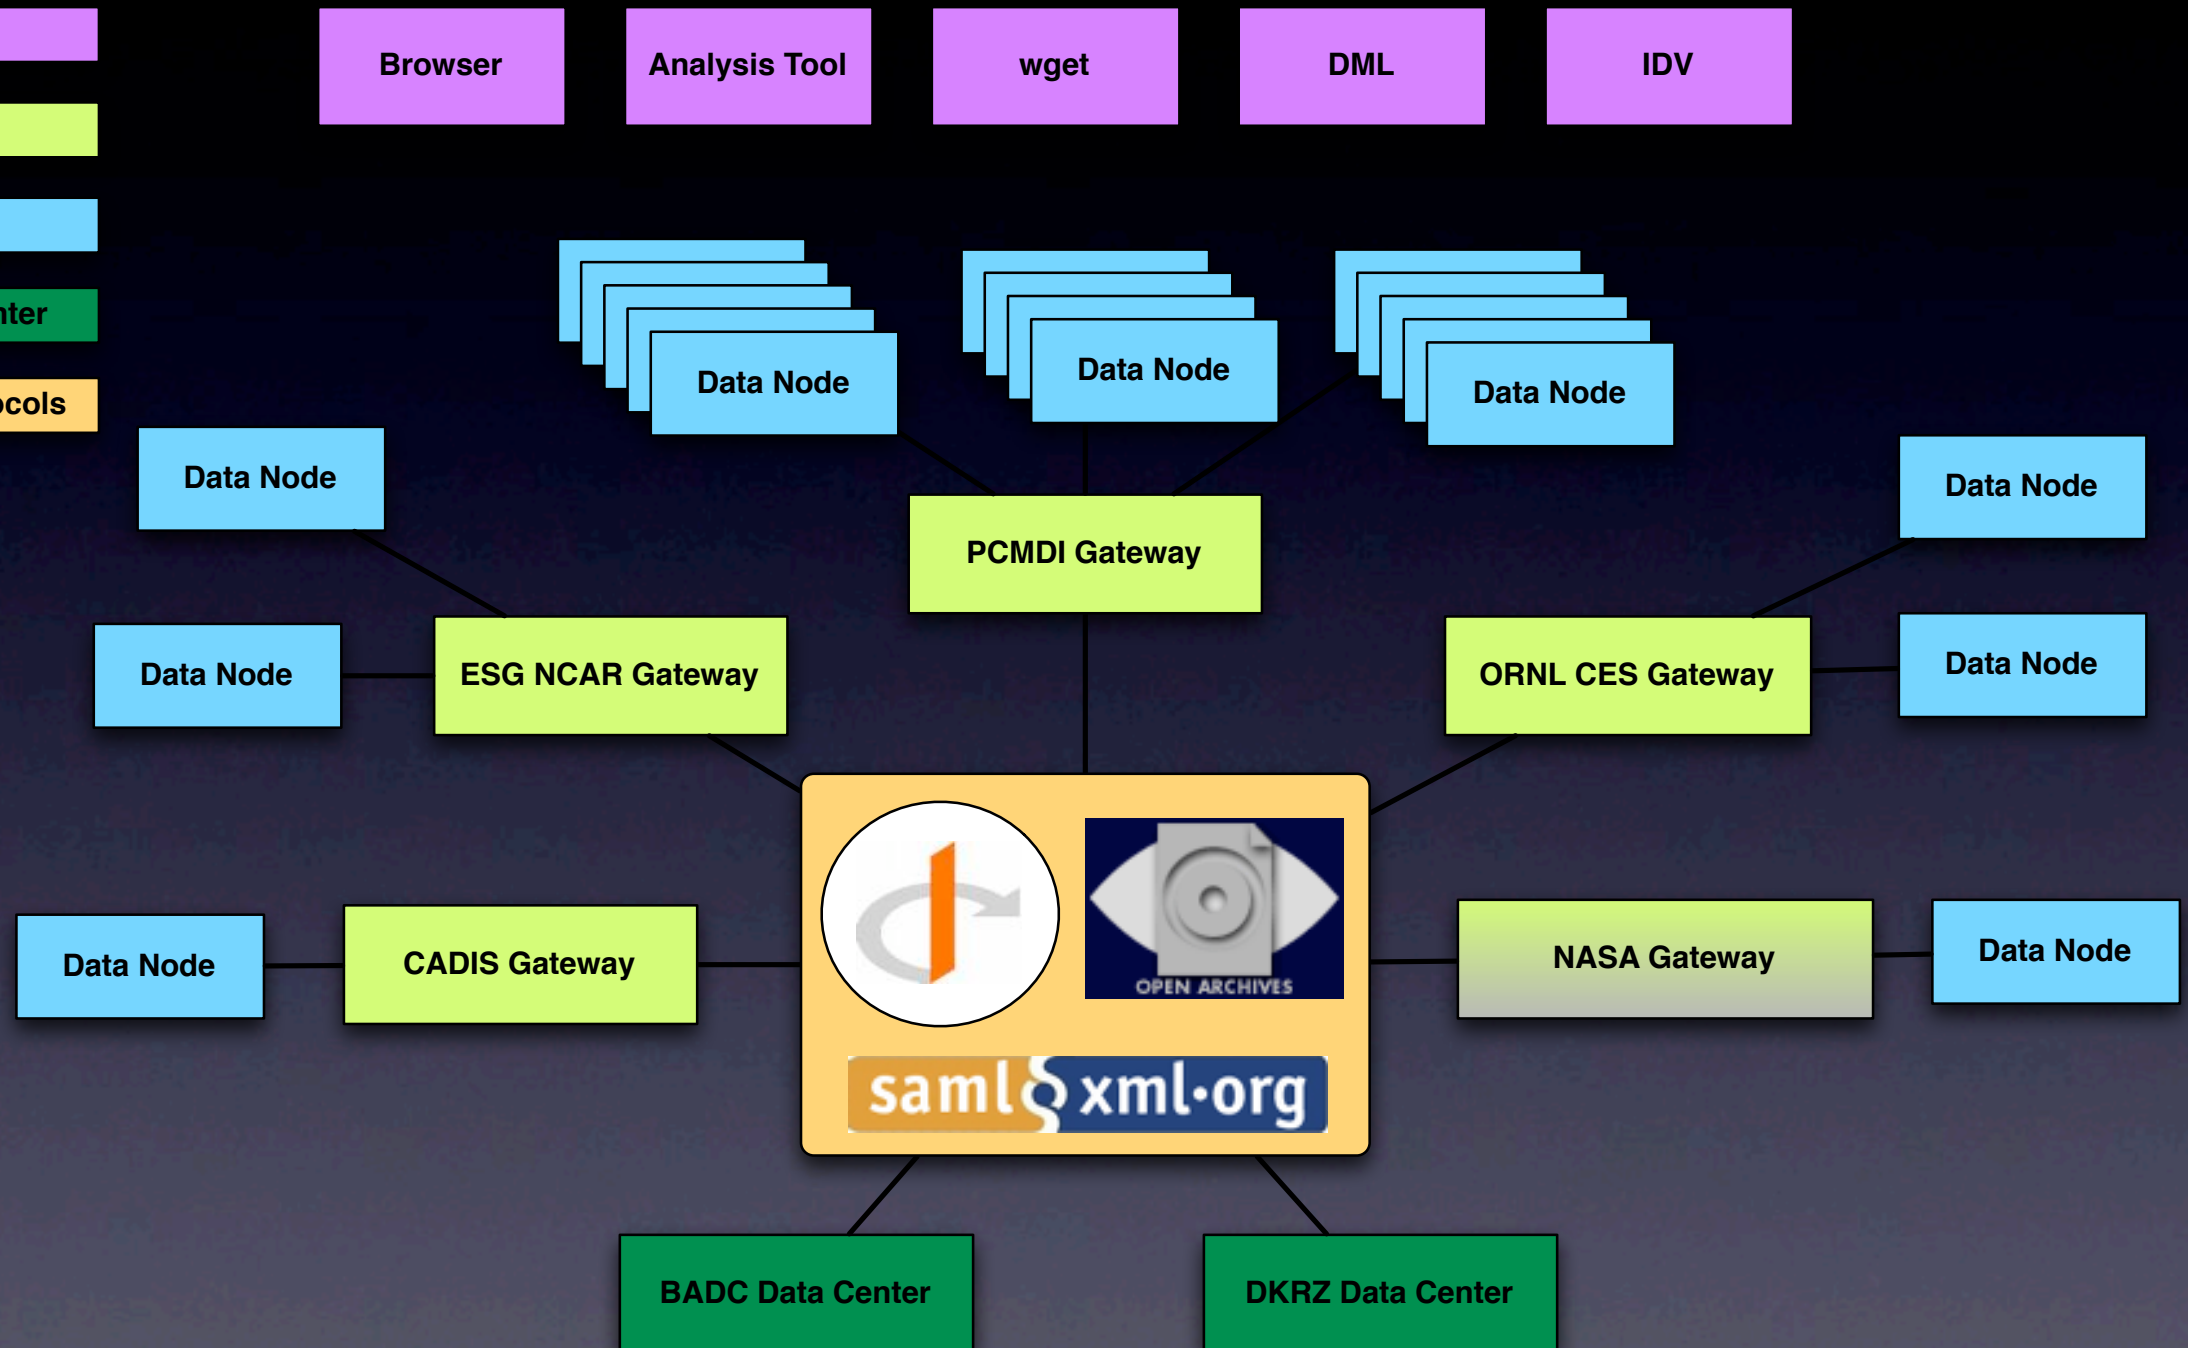 Browser
Analysis Tool
wget
DML
IDV
nter
ocols
Data Node
Data Node
Data Node
Data Node
Data Node
PCMDI Gateway
Data Node
ESG NCAR Gateway
ORNL CES Gateway
Data Node
OPEN ARCHIVES
Data Node
CADIS Gateway
NASA Gateway
Data Node
saml xml.org
BADC Data Center
DKRZ Data Center